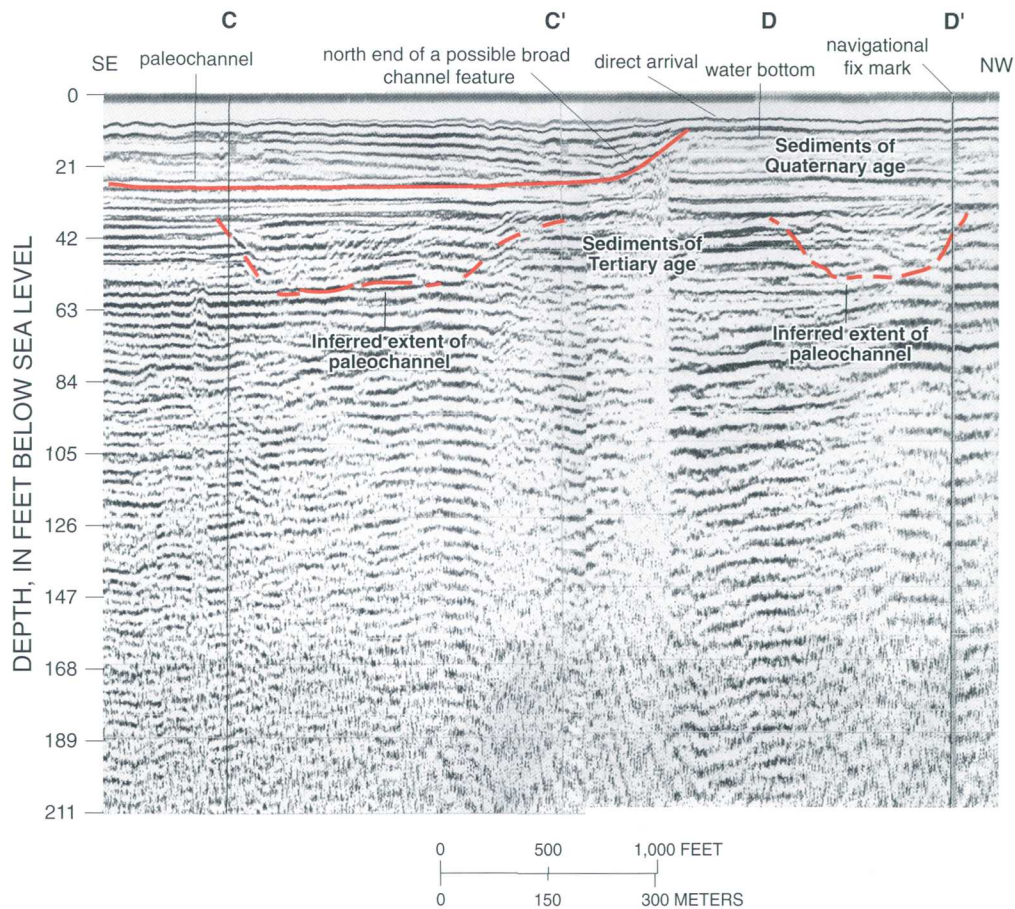 C
C'
D
D'
SE
paleochannel
north end of a possible broad
channel feature
direct arrival
water bottom
navigational
fix mark
NW
DEPTH, IN FEET BELOW SEA LEVEL
0
21
42
63
84
105
126
147
168
189
211
Sediments of
Quaternary age
Sediments of
Tertiary age
Inferred extent of
paleochannel
Inferred extent of
paleochannel
0
500
1,000 FEET
0
150
300 METERS